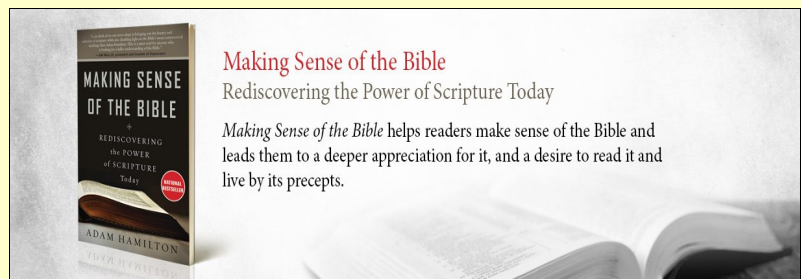 MAKING SENSE
OF THE BIBLE
REDISCOVERING
the POWER
of SCRIPTURE
Today
NATIONAL
BESTSELLER
ADAM HAMILTON
Making Sense of the Bible
Rediscovering the Power of Scripture Today
Making Sense of the Bible helps readers make sense of the Bible and
leads them to a deeper appreciation for it, and a desire to read it and
live by its precepts.